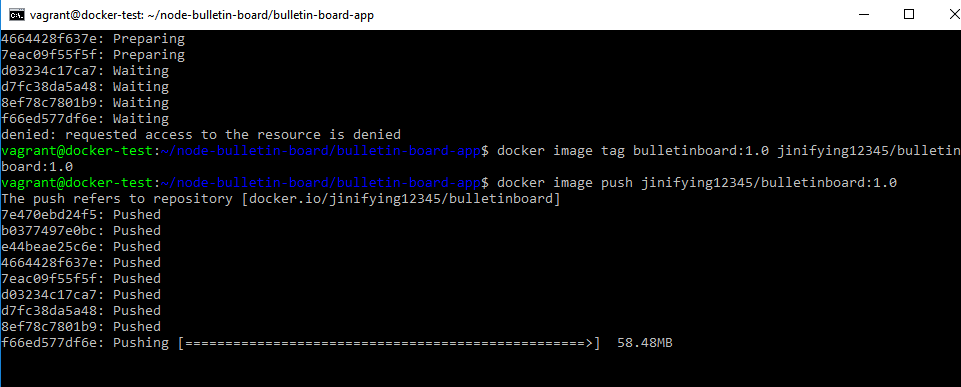 vagrant@docker-test: ~/node-bulletin-board/bulletin-board-app
4664428f637e: Preparing
7eac09f55f5f: Preparing
d03234c17ca7: Waiting
d7fc38da5a48: Waiting
8ef78c7801b9: Waiting
f66ed577df6e: Waiting
denied: requested access to the resource is denied
vagrant@docker-test:~/node-bulletin-board/bulletin-board-app$ docker image tag bulletinboard:1.0 jinifying12345/bulletin
board:1.0
vagrant@docker-test:~/node-bulletin-board/bulletin-board-app$ docker image push jinifying12345/bulletinboard:1.0
The push refers to repository [docker.io/jinifying12345/bulletinboard]
7e470ebd24f5: Pushed
b0377497e0bc: Pushed
e44beae25c6e: Pushed
4664428f637e: Pushed
7eac09f55f5f: Pushed
d03234c17ca7: Pushed
d7fc38da5a48: Pushed
8ef78c7801b9: Pushed
f66ed577df6e: Pushing [==================================================>]  58.48MB